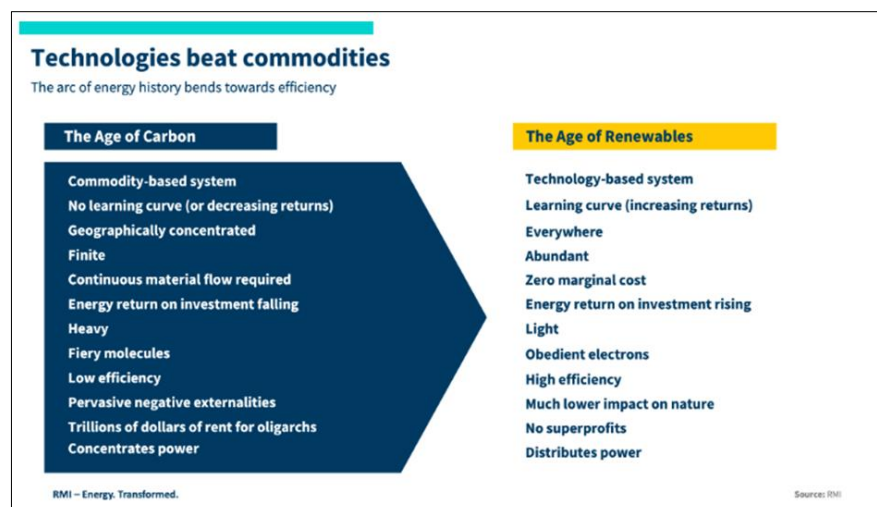 Technologies beat commodities
The arc of energy history bends towards efficiency
The Age of Carbon
Commodity-based system
No learning curve (or decreasing returns)
Geographically concentrated
Finite
Continuous material flow required
Energy return on investment falling
Heavy
Fiery molecules
Low efficiency
Pervasive negative externalities
Trillions of dollars of rent for oligarchs
Concentrates power
The Age of Renewables
Technology-based system
Learning curve (increasing returns)
Everywhere
Abundant
Zero marginal cost
Energy return on investment rising
Light
Obedient electrons
High efficiency
Much lower impact on nature
No superprofits
Distributes power
RMI – Energy. Transformed.
Source: RMI